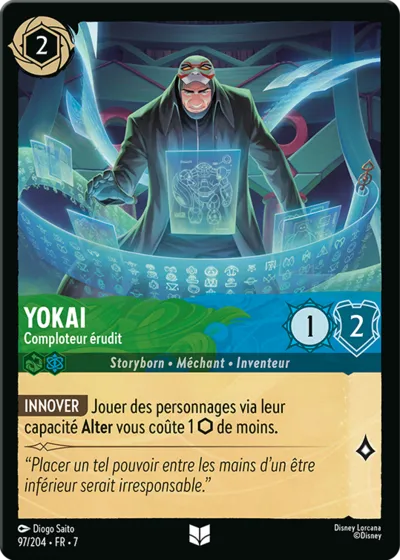 2
YOKAI
Comploteur érudit
1
2
Storyborn • Méchant • Inventeur
INNOVER Jouer des personnages via leur
capacité Alter vous coûte 1 ⬡ de moins.
“Placer un tel pouvoir entre les mains d’un être
inférieur serait irresponsable.”
Diogo Saito
97/204 • FR • 7
Disney Lorcana
©Disney